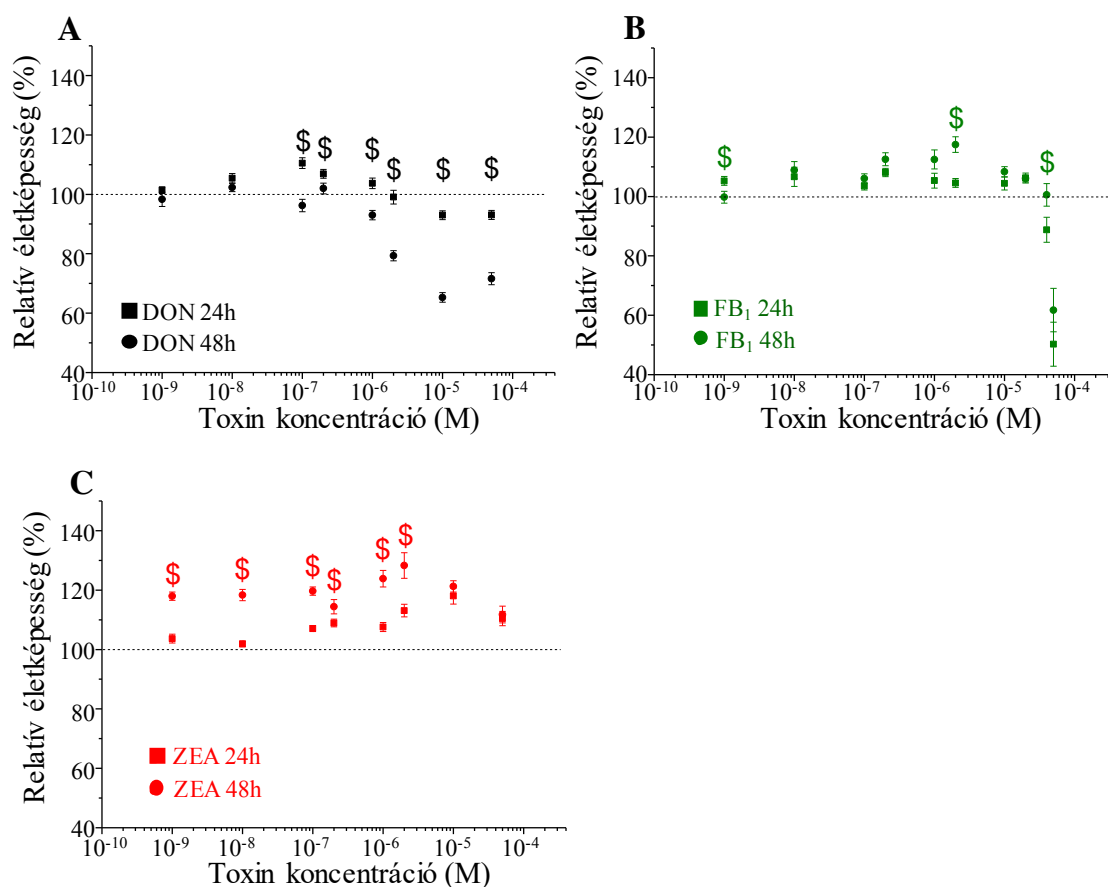 A
Relatív életképesség (%)
140
120
100
80
60
40
$ $ $ $ $ $
DON 24h
DON 48h
10⁻¹⁰ 10⁻⁹ 10⁻⁸ 10⁻⁷ 10⁻⁶ 10⁻⁵ 10⁻⁴
Toxin koncentráció (M)
B
Relatív életképesség (%)
140
120
100
80
60
40
$ $ $
FB₁ 24h
FB₁ 48h
10⁻¹⁰ 10⁻⁹ 10⁻⁸ 10⁻⁷ 10⁻⁶ 10⁻⁵ 10⁻⁴
Toxin koncentráció (M)
C
Relatív életképesség (%)
140
120
100
80
60
40
$ $ $ $ $ $
ZEA 24h
ZEA 48h
10⁻¹⁰ 10⁻⁹ 10⁻⁸ 10⁻⁷ 10⁻⁶ 10⁻⁵ 10⁻⁴
Toxin koncentráció (M)